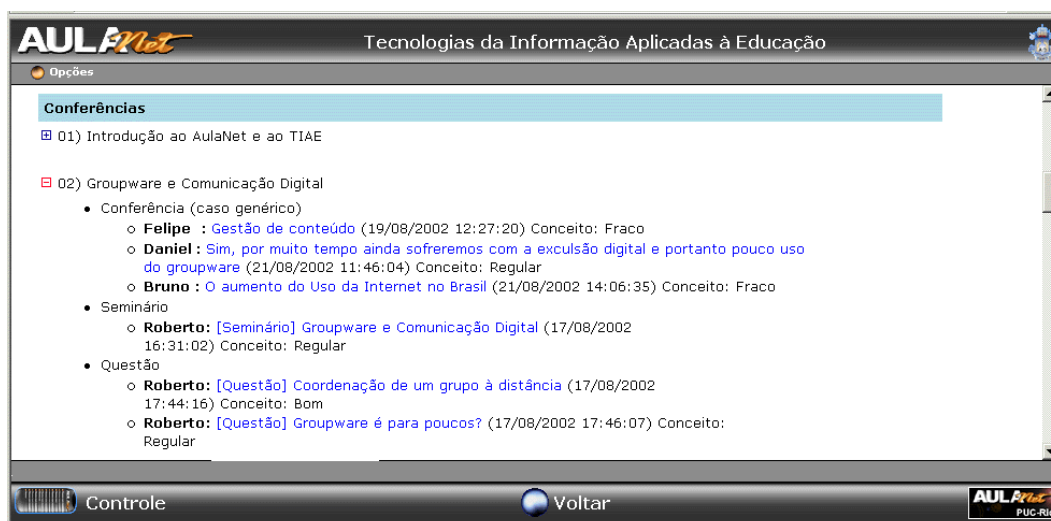 AULANet
Tecnologias da Informação Aplicadas à Educação
Opções
Conferências
01) Introdução ao AulaNet e ao TIAE
02) Groupware e Comunicação Digital
• Conferência (caso genérico)
o Felipe : Gestão de conteúdo (19/08/2002 12:27:20) Conceito: Fraco
o Daniel : Sim, por muito tempo ainda sofreremos com a exculsão digital e portanto pouco uso
do groupware (21/08/2002 11:46:04) Conceito: Regular
o Bruno : O aumento do Uso da Internet no Brasil (21/08/2002 14:06:35) Conceito: Fraco
• Seminário
o Roberto: [Seminário] Groupware e Comunicação Digital (17/08/2002
16:31:02) Conceito: Regular
• Questão
o Roberto: [Questão] Coordenação de um grupo à distância (17/08/2002
17:44:16) Conceito: Bom
o Roberto: [Questão] Groupware é para poucos? (17/08/2002 17:46:07) Conceito:
Regular
Controle
Voltar
AULANet
PUC-Rio